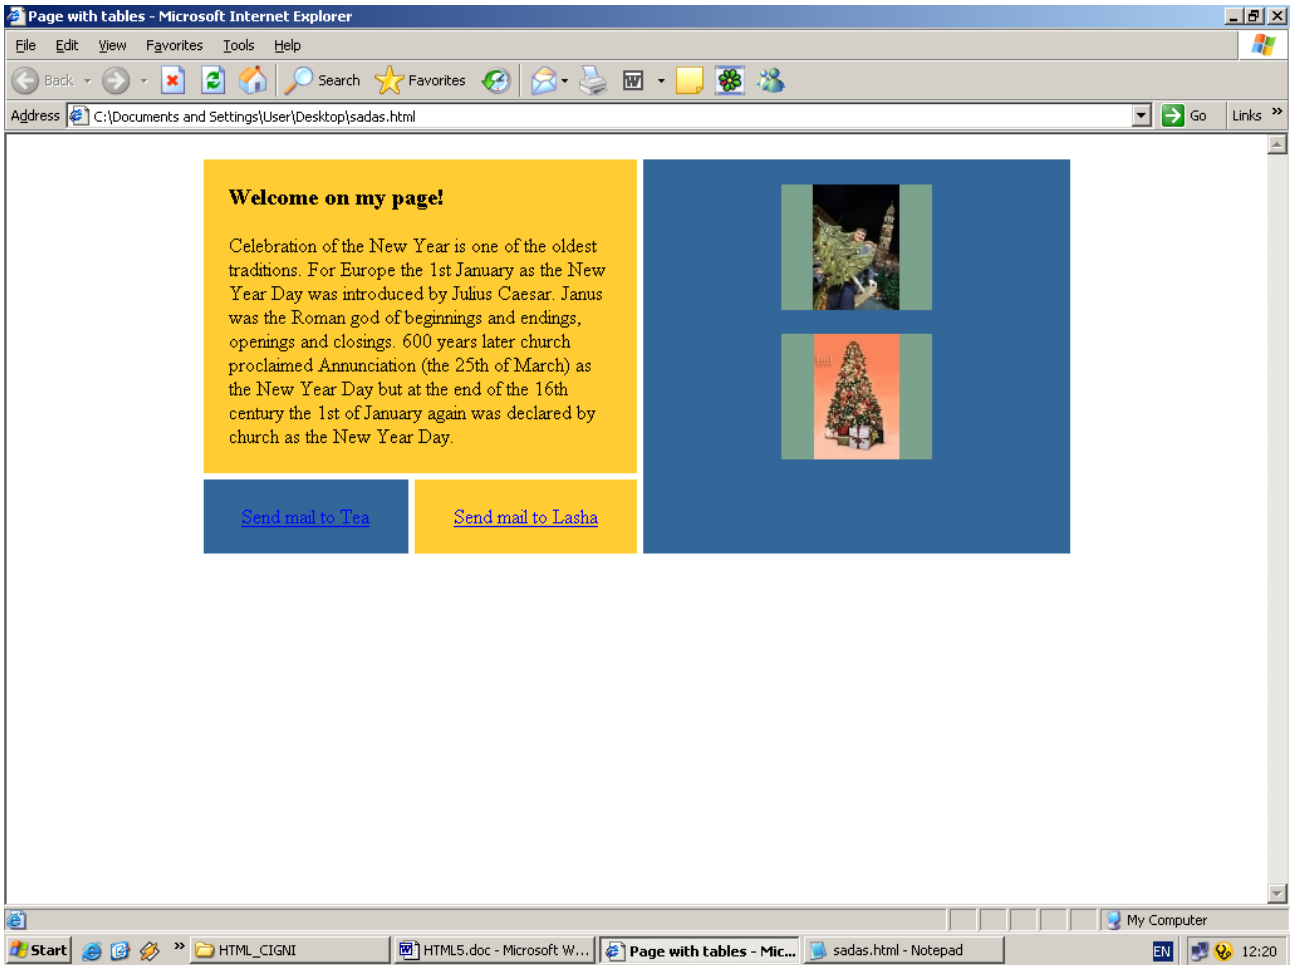 Page with tables - Microsoft Internet Explorer
File Edit View Favorites Tools Help
Back Search Favorites
Address C:\Documents and Settings\User\Desktop\sadas.html Go Links »
Welcome on my page!
Celebration of the New Year is one of the oldest
traditions. For Europe the 1st January as the New
Year Day was introduced by Julius Caesar. Janus
was the Roman god of beginnings and endings,
openings and closings. 600 years later church
proclaimed Annunciation (the 25th of March) as
the New Year Day but at the end of the 16th
century the 1st of January again was declared by
church as the New Year Day.
Send mail to Tea
Send mail to Lasha
My Computer
Start » HTML_CIGNI HTML5.doc - Microsoft W... Page with tables - Mic... sadas.html - Notepad EN 12:20